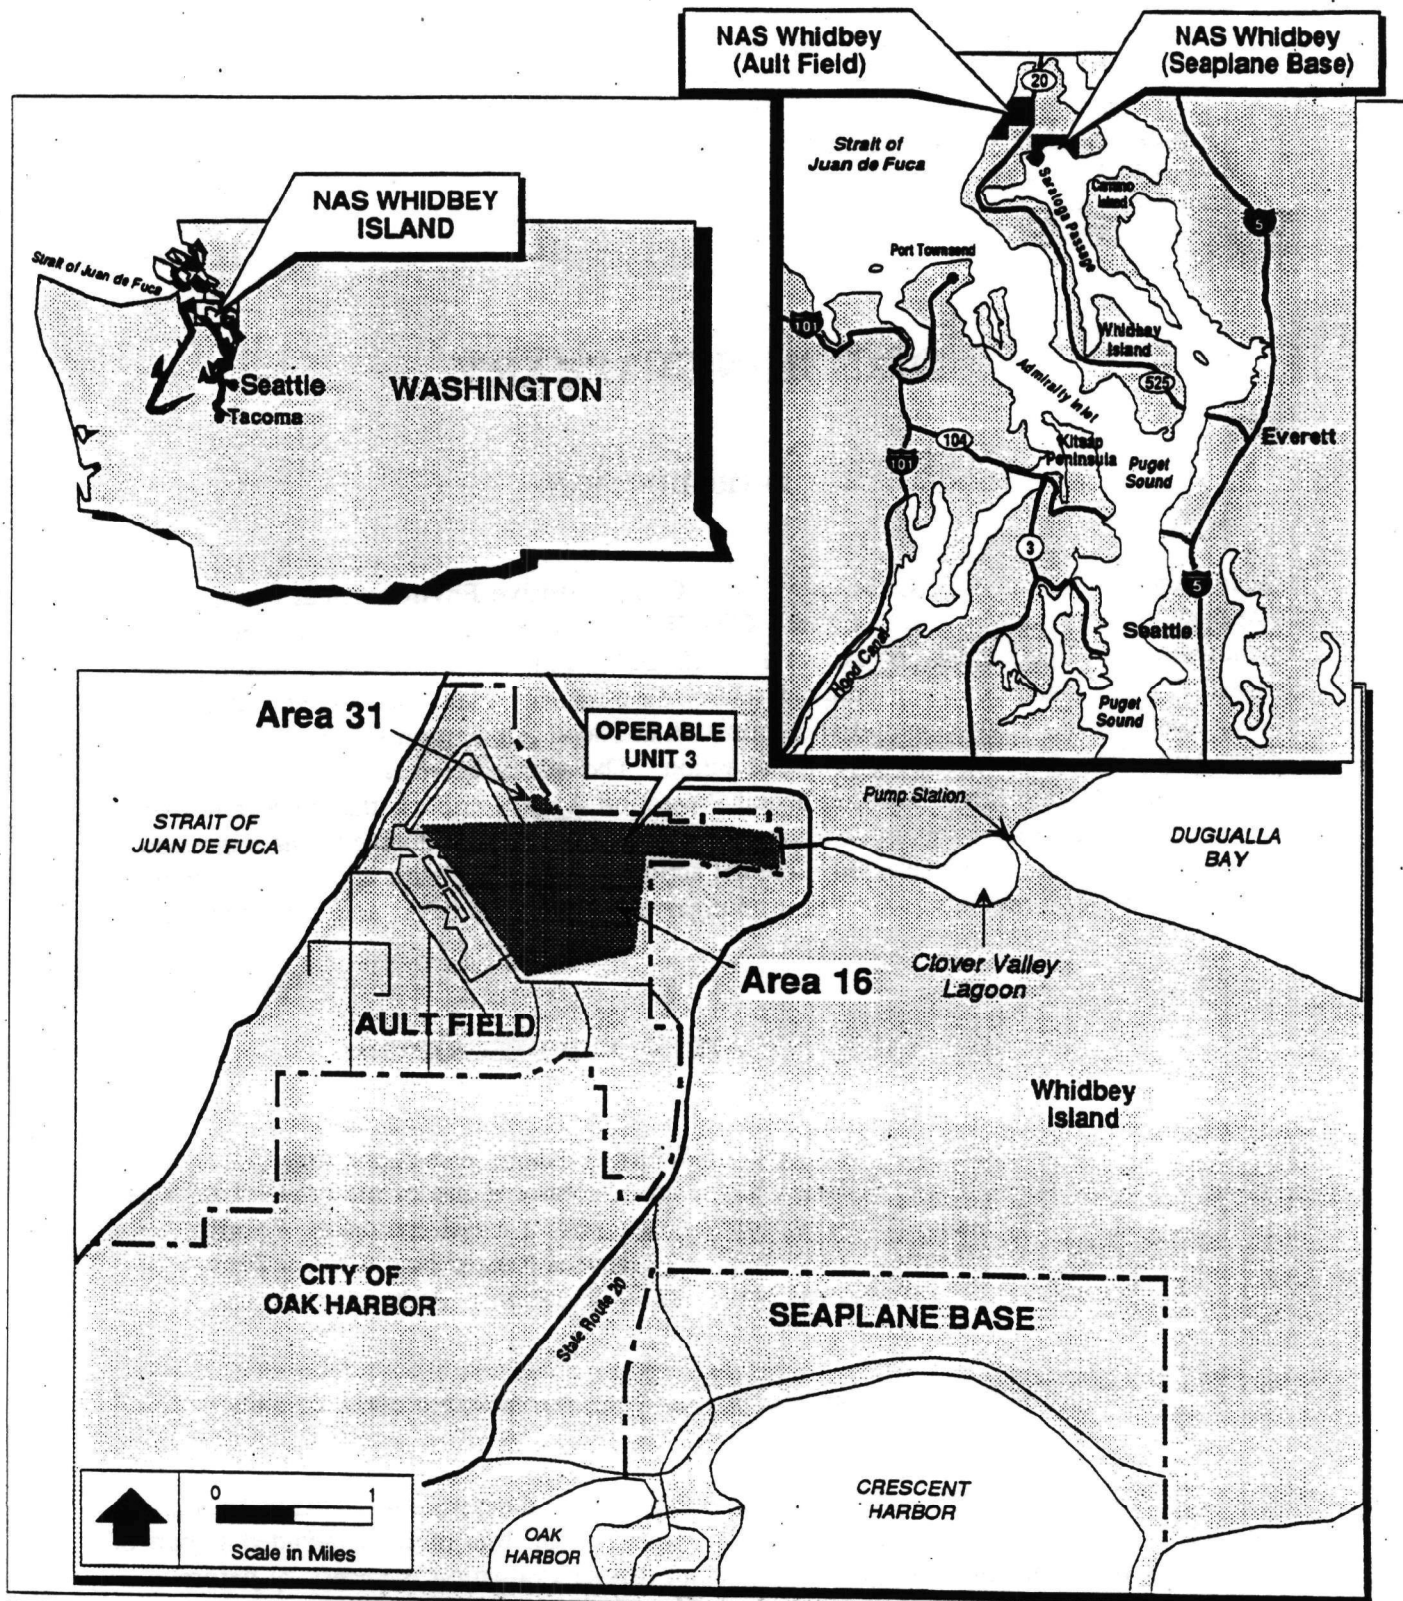 NAS Whidbey
(Ault Field)
NAS Whidbey
(Seaplane Base)
NAS WHIDBEY
ISLAND
Strait of Juan de Fuca
Seattle
Tacoma
WASHINGTON
20
Strait of
Juan de Fuca
Saratoga Passage
Camano
Island
5
Port Townsend
101
Whidbey
Island
Admiralty Inlet
525
104
Kitsap
Peninsula
Everett
101
Puget
Sound
3
5
Seattle
Hood Canal
Puget
Sound
Area 31
OPERABLE
UNIT 3
STRAIT OF
JUAN DE FUCA
Pump Station
DUGUALLA
BAY
Area 16
Clover Valley
Lagoon
AULT FIELD
Whidbey
Island
CITY OF
OAK HARBOR
State Route 20
SEAPLANE BASE
CRESCENT
HARBOR
OAK
HARBOR
0 1
Scale in Miles